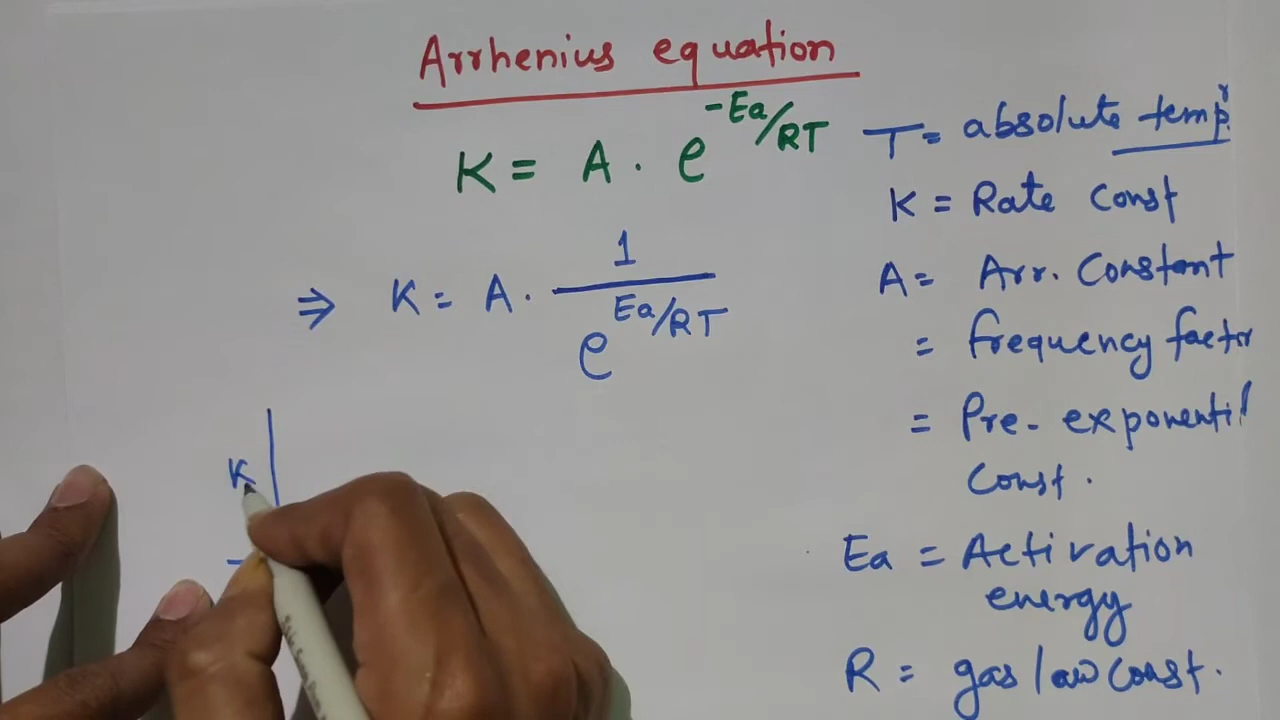 Arrhenius equation
K = A . e^-Ea/RT
T = absolute temp^r.
K = Rate Const
⇒ K = A . 1/e^Ea/RT
A = Arr. Constant
= frequency factor
= Pre-exponentil
Const.
K
Ea = Activation
energy
R = gas law const.